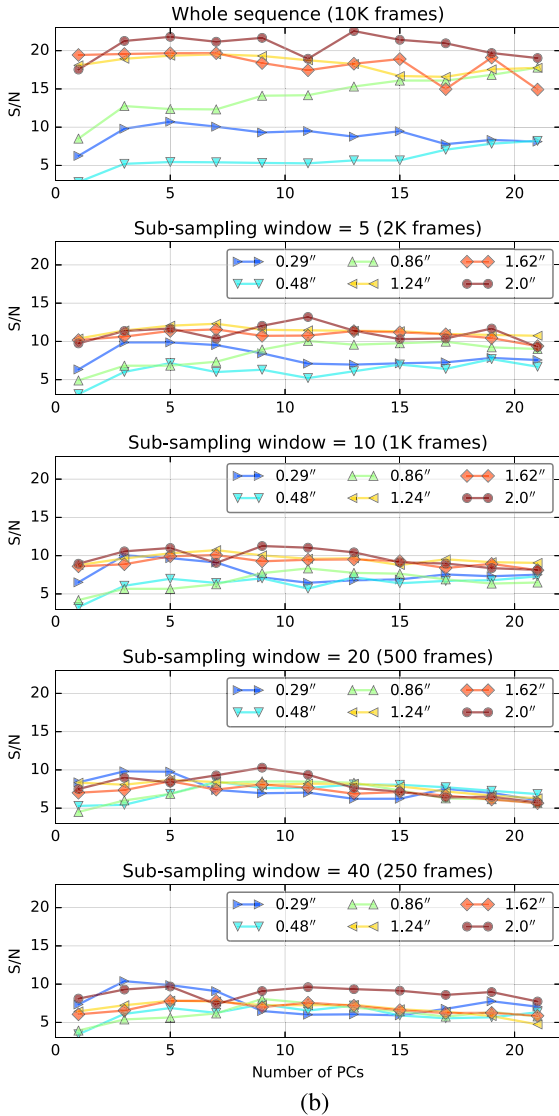 Whole sequence (10K frames)
20
15
10
5
S/N
0 5 10 15 20
Sub-sampling window = 5 (2K frames)
0.29″ 0.86″ 1.62″
0.48″ 1.24″ 2.0″
20
15
10
5
S/N
0 5 10 15 20
Sub-sampling window = 10 (1K frames)
0.29″ 0.86″ 1.62″
0.48″ 1.24″ 2.0″
20
15
10
5
S/N
0 5 10 15 20
Sub-sampling window = 20 (500 frames)
0.29″ 0.86″ 1.62″
0.48″ 1.24″ 2.0″
20
15
10
5
S/N
0 5 10 15 20
Sub-sampling window = 40 (250 frames)
0.29″ 0.86″ 1.62″
0.48″ 1.24″ 2.0″
20
15
10
5
S/N
0 5 10 15 20
Number of PCs
(b)